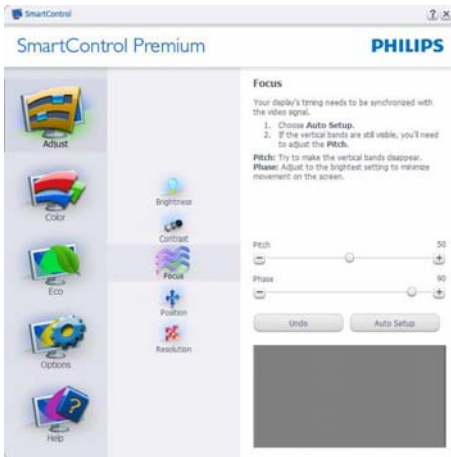 SmartControl
SmartControl Premium
PHILIPS
Adjust
Color
Eco
Options
Help
Brightness
Contrast
Focus
Position
Resolution
Focus
Your display's timing needs to be synchronized with
the video signal.
1. Choose Auto Setup.
2. If the vertical bands are still visible, you'll need
to adjust the Pitch.
Pitch: Try to make the vertical bands disappear.
Phase: Adjust to the brightest setting to minimize
movement on the screen.
Pitch 50
Phase 90
Undo Auto Setup